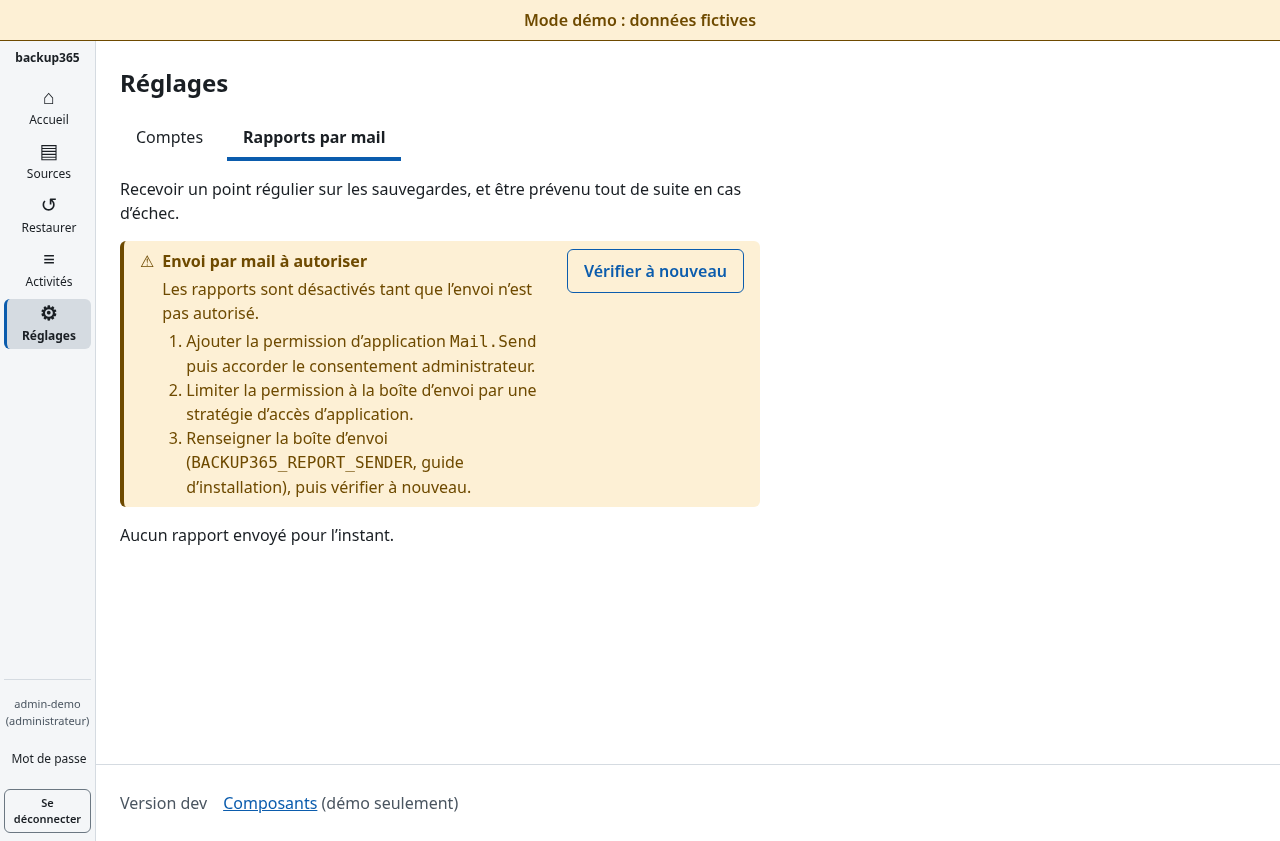 Mode démo : données fictives
backup365
Accueil
Sources
Restaurer
Activités
Réglages
admin-demo
(administrateur)
Mot de passe
Se
déconnecter
Réglages
Comptes
Rapports par mail
Recevoir un point régulier sur les sauvegardes, et être prévenu tout de suite en cas
d’échec.
⚠ Envoi par mail à autoriser
Les rapports sont désactivés tant que l’envoi n’est
pas autorisé.
1. Ajouter la permission d’application Mail.Send
puis accorder le consentement administrateur.
2. Limiter la permission à la boîte d’envoi par une
stratégie d’accès d’application.
3. Renseigner la boîte d’envoi
(BACKUP365_REPORT_SENDER, guide
d’installation), puis vérifier à nouveau.
Vérifier à nouveau
Aucun rapport envoyé pour l’instant.
Version dev Composants (démo seulement)